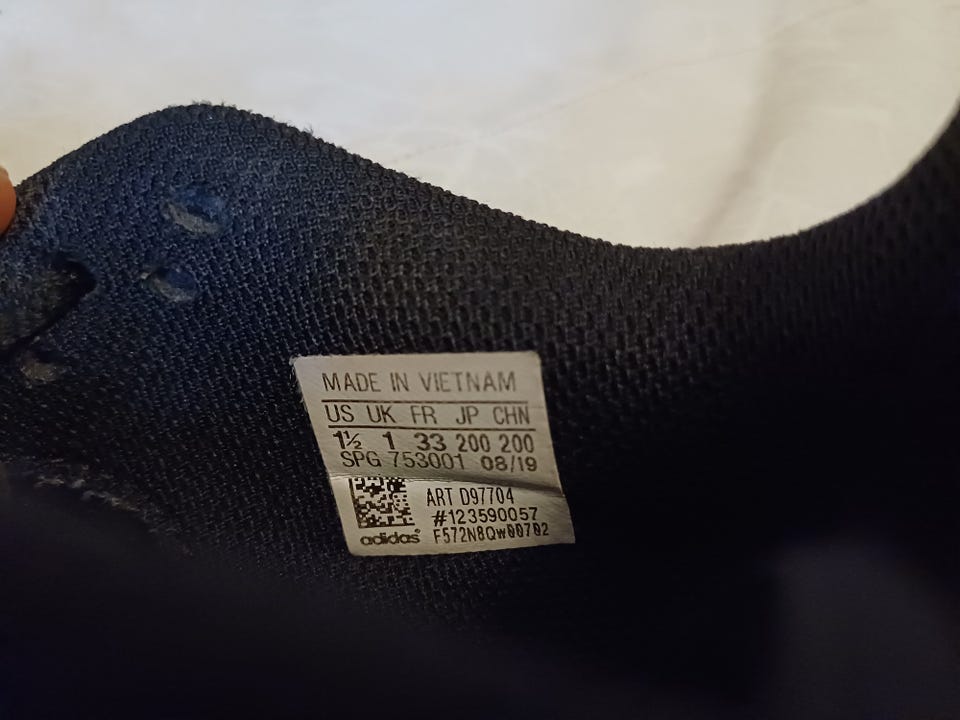 MADE IN VIETNAM
US UK FR JP CHN
1½ 1 33 200 200
SPG 753001 08/19
ART D97704
#123590057
adidas® F572N8Qw00702